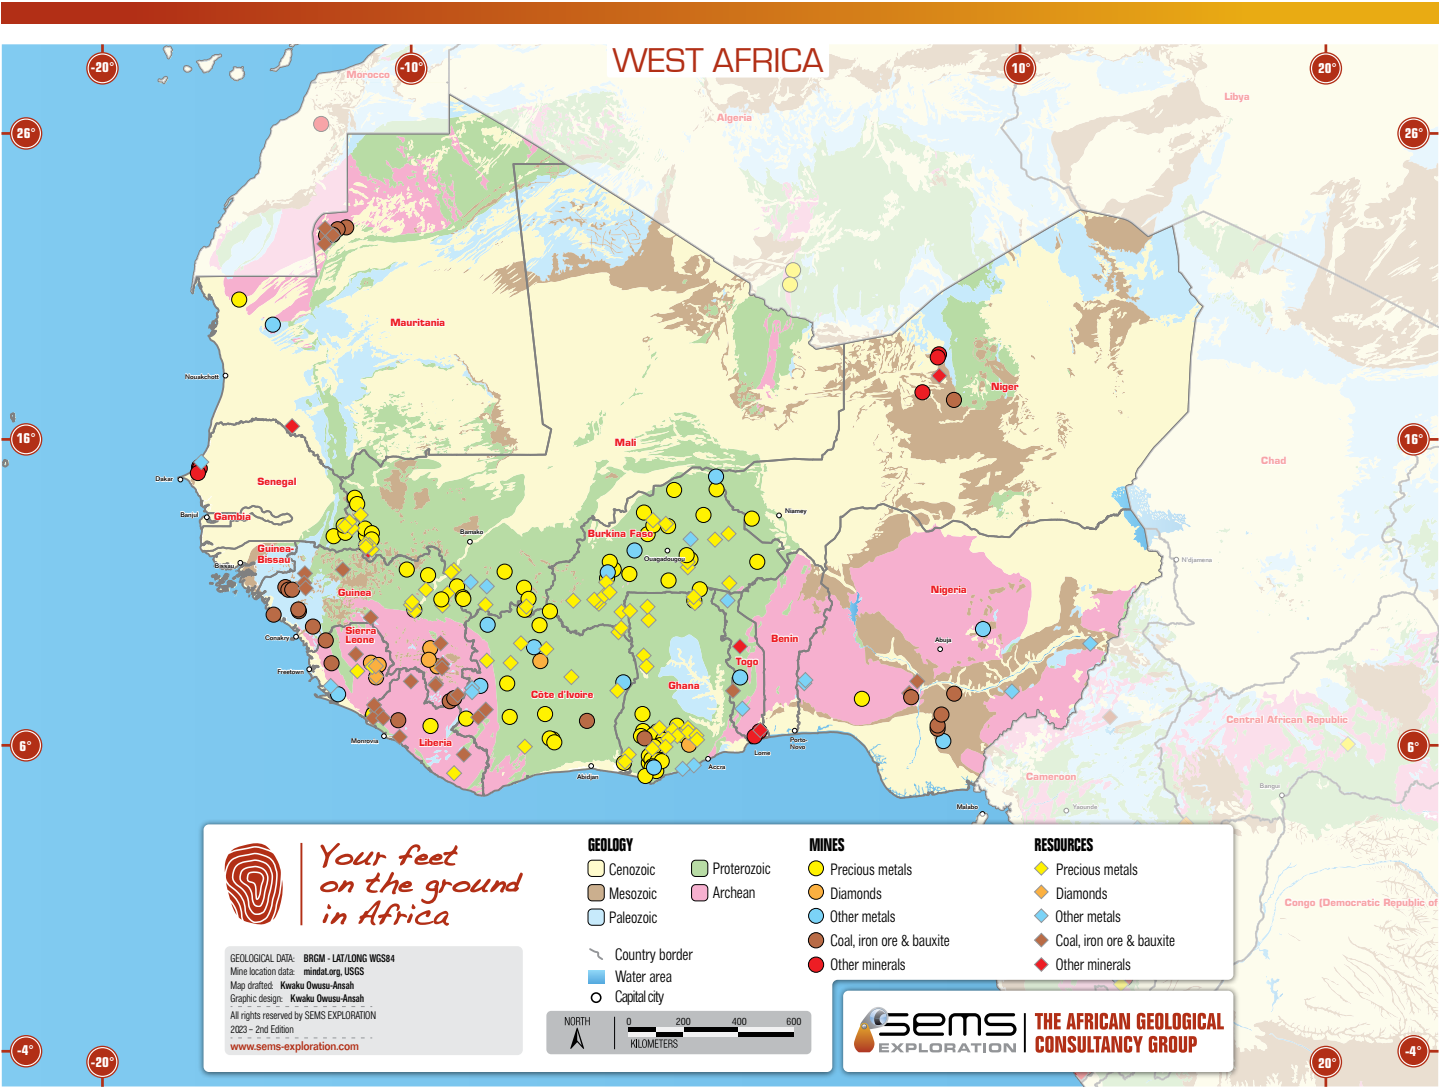 WEST AFRICA
-20°
-10°
10°
20°
26°
26°
Morocco
Algeria
Libya
Mauritania
Niger
Nouakchott
16°
16°
Mali
Chad
Dakar
Senegal
Banjul
Gambia
Niamey
Bamako
Burkina Faso
Guinea-
Bissau
Bissau
Ouagadougou
N'djamena
Guinea
Nigeria
Sierra
Leone
Conakry
Benin
Abuja
Togo
Freetown
Ghana
Côte d'Ivoire
Central African Republic
Monrovia
Liberia
Lome
Porto-
Novo
6°
6°
Abidjan
Accra
Cameroon
Bangui
Malabo
Yaounde
Congo (Democratic Republic of
Your feet
on the ground
in Africa
GEOLOGICAL DATA: BRGM - LAT/LONG WGS84
Mine location data: mindat.org, USGS
Map drafted: Kwaku Owusu-Ansah
Graphic design: Kwaku Owusu-Ansah
All rights reserved by SEMS EXPLORATION
2023 – 2nd Edition
www.sems-exploration.com
GEOLOGY
Cenozoic
Mesozoic
Paleozoic
Proterozoic
Archean
Country border
Water area
Capital city
MINES
Precious metals
Diamonds
Other metals
Coal, iron ore & bauxite
Other minerals
RESOURCES
Precious metals
Diamonds
Other metals
Coal, iron ore & bauxite
Other minerals
NORTH
0 200 400 600
KILOMETERS
sems
EXPLORATION
THE AFRICAN GEOLOGICAL
CONSULTANCY GROUP
-4°
-4°
-20°
20°